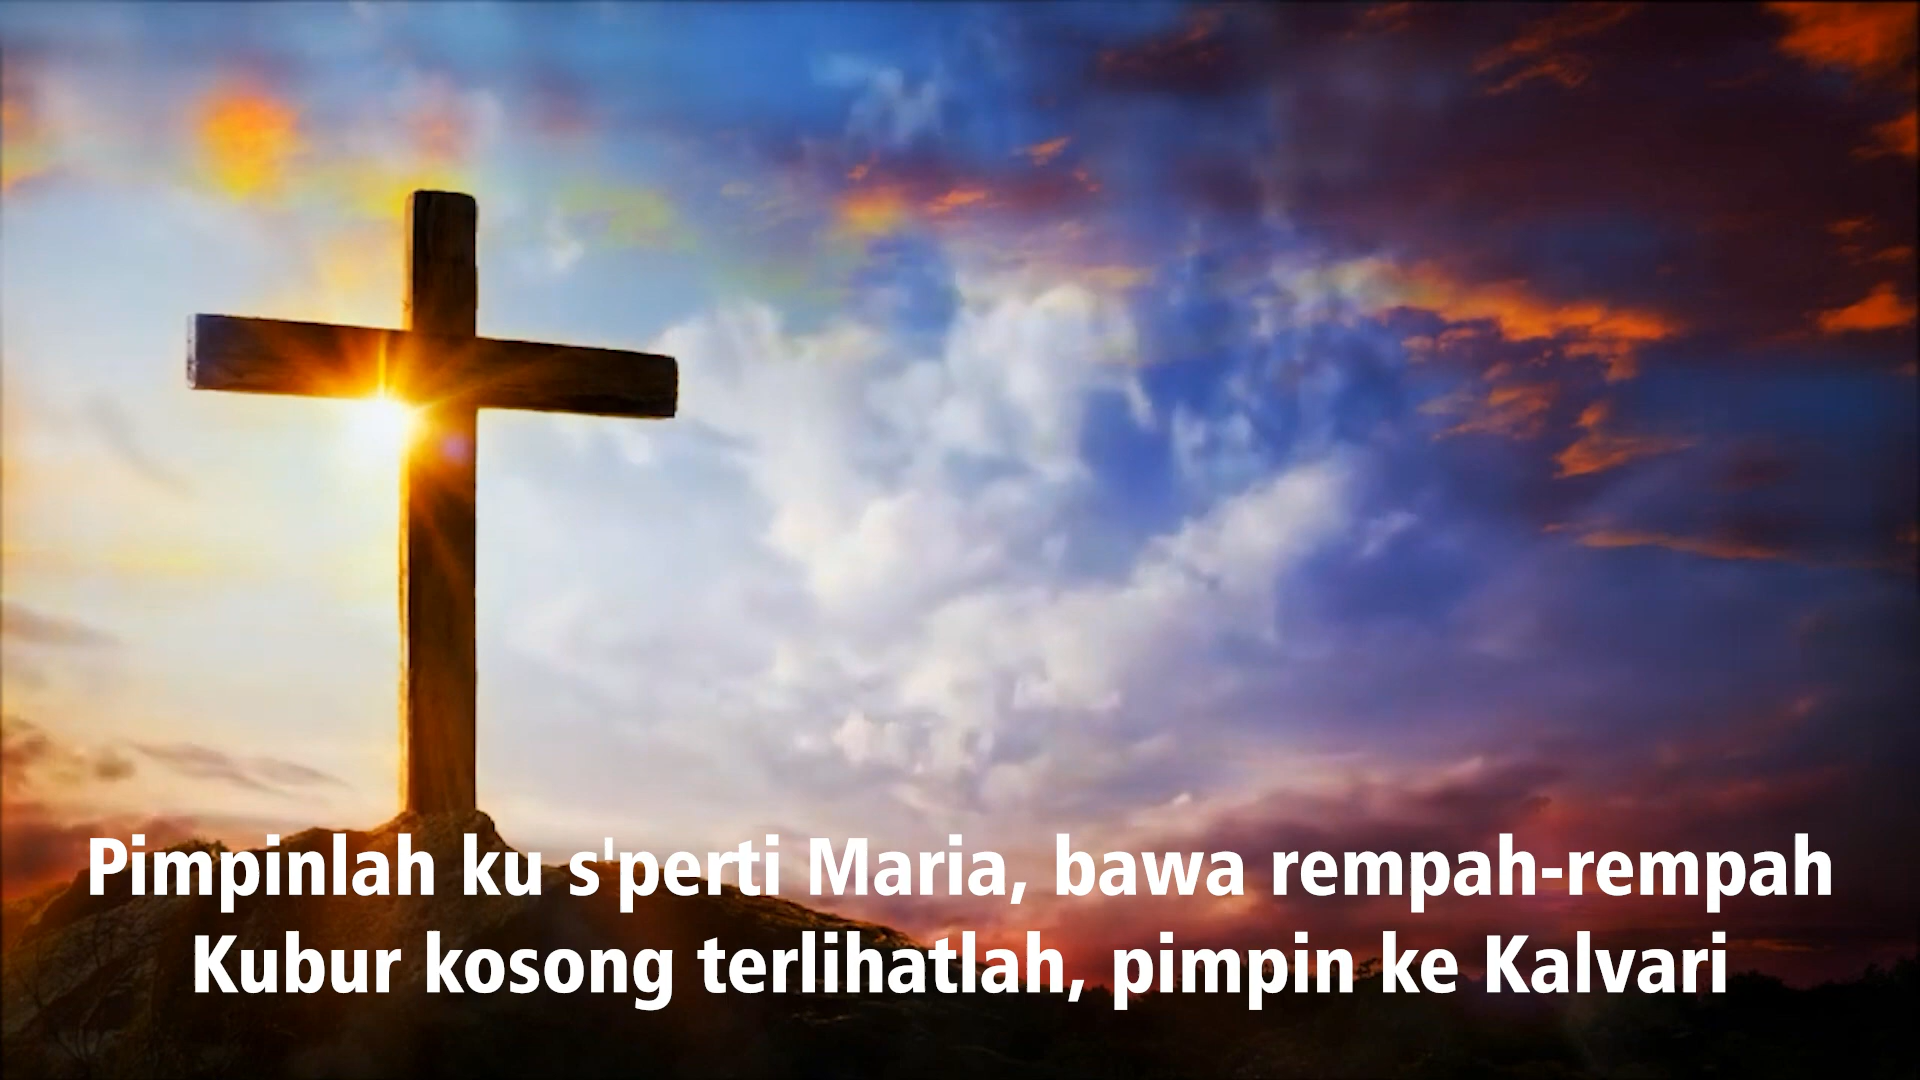 Pimpinlah ku s'perti Maria, bawa rempah-rempah
Kubur kosong terlihatlah, pimpin ke Kalvari